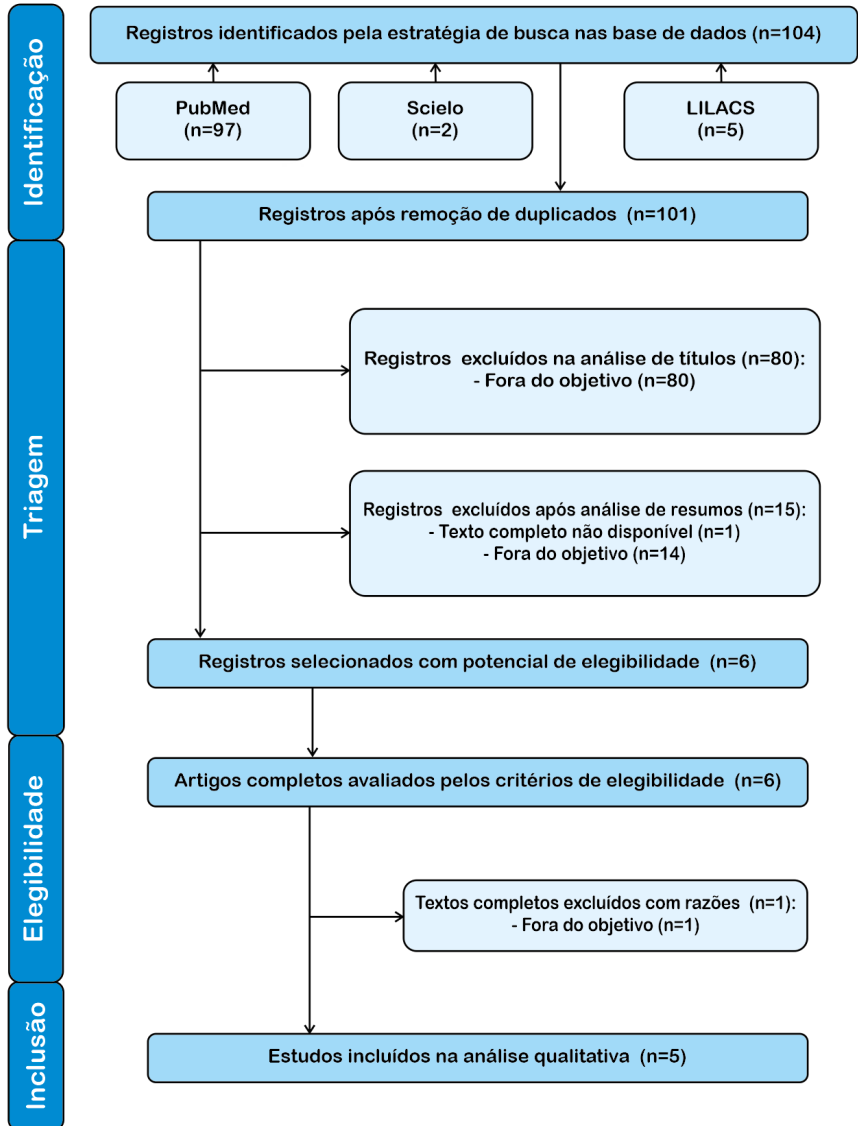 Identificação
Registros identificados pela estratégia de busca nas base de dados (n=104)
PubMed
(n=97)
Scielo
(n=2)
LILACS
(n=5)
Registros após remoção de duplicados (n=101)
Triagem
Registros excluídos na análise de títulos (n=80):
- Fora do objetivo (n=80)
Registros excluídos após análise de resumos (n=15):
- Texto completo não disponível (n=1)
- Fora do objetivo (n=14)
Registros selecionados com potencial de elegibilidade (n=6)
Elegibilidade
Artigos completos avaliados pelos critérios de elegibilidade (n=6)
Textos completos excluídos com razões (n=1):
- Fora do objetivo (n=1)
Inclusão
Estudos incluídos na análise qualitativa (n=5)